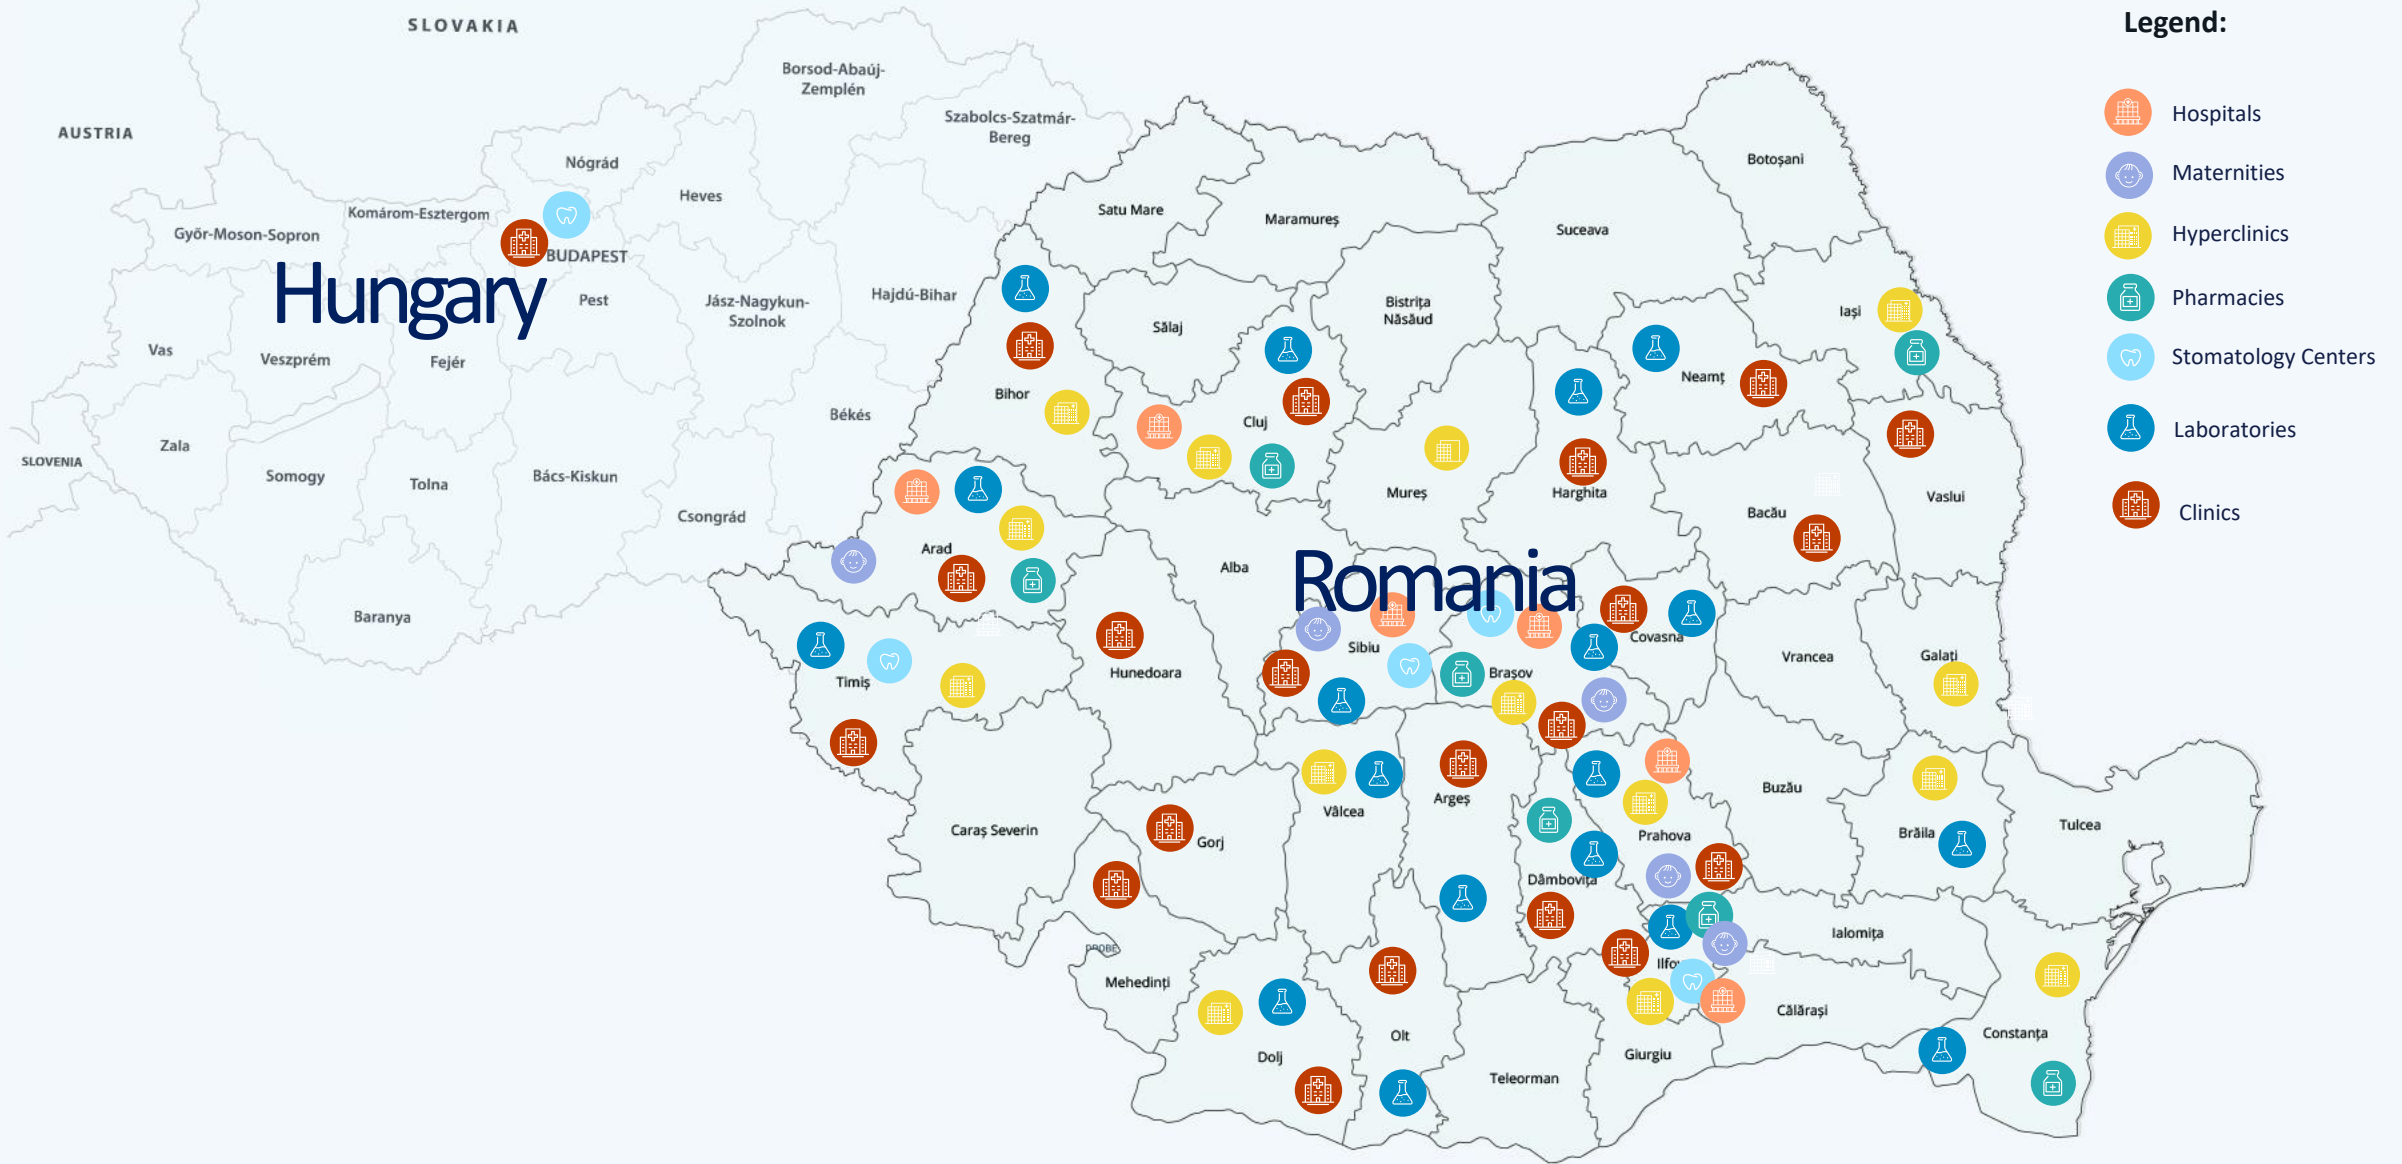 Legend:
SLOVAKIA
Borsod-Abaúj-
Zemplén
Hospitals
Szabolcs-Szatmár-
Bereg
AUSTRIA
Nógrád
Botoșani
Maternities
Heves
Satu Mare
Komárom-Esztergom
Maramureș
Suceava
Győr-Moson-Sopron
Hyperclinics
BUDAPEST
Hungary
Pest
Jász-Nagykun-
Szolnok
Hajdú-Bihar
Bistrița
Năsăud
Sălaj
Iași
Pharmacies
Vas
Veszprém
Fejér
Stomatology Centers
Neamț
Bihor
Békés
Cluj
Laboratories
Zala
SLOVENIA
Somogy
Tolna
Bács-Kiskun
Mureș
Harghita
Vaslui
Csongrád
Bacău
Clinics
Arad
Alba
Romania
Baranya
Covasna
Sibiu
Vrancea
Galați
Timiș
Hunedoara
Brașov
Buzău
Argeș
Vâlcea
Caraș Severin
Gorj
Prahova
Brăila
Tulcea
Dâmbovița
Ialomița
DROBE
Ilfov
Mehedinți
Călărași
Olt
Constanța
Dolj
Giurgiu
Teleorman